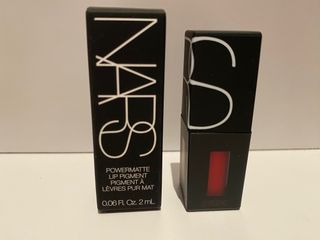 NARS
POWERMATTE
LIP PIGMENT
PIGMENT À
LÈVRES PUR MAT
0.06 Fl. Oz. 2 mL ℮
S